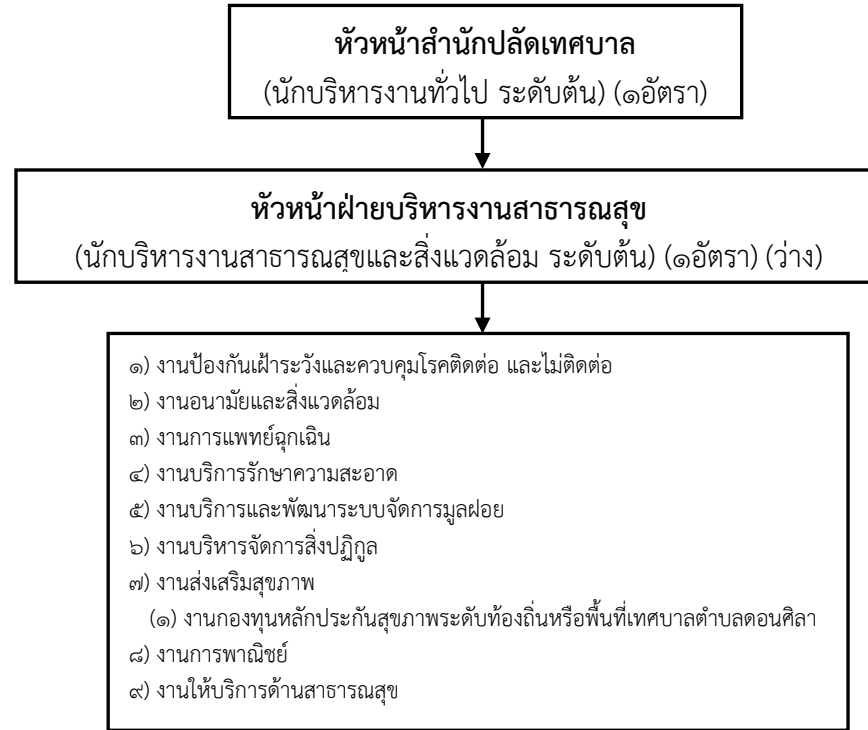 หัวหน้าสำนักปลัดเทศบาล
(นักบริหารงานทั่วไป ระดับต้น) (๑อัตรา)
หัวหน้าฝ่ายบริหารงานสาธารณสุข
(นักบริหารงานสาธารณสุขและสิ่งแวดล้อม ระดับต้น) (๑อัตรา) (ว่าง)
๑) งานป้องกันเฝ้าระวังและควบคุมโรคติดต่อ และไม่ติดต่อ
๒) งานอนามัยและสิ่งแวดล้อม
๓) งานการแพทย์ฉุกเฉิน
๔) งานบริการรักษาความสะอาด
๕) งานบริการและพัฒนาระบบจัดการมูลฝอย
๖) งานบริหารจัดการสิ่งปฏิกูล
๗) งานส่งเสริมสุขภาพ
(๑) งานกองทุนหลักประกันสุขภาพระดับท้องถิ่นหรือพื้นที่เทศบาลตำบลดอนศิลา
๘) งานการพาณิชย์
๙) งานให้บริการด้านสาธารณสุข